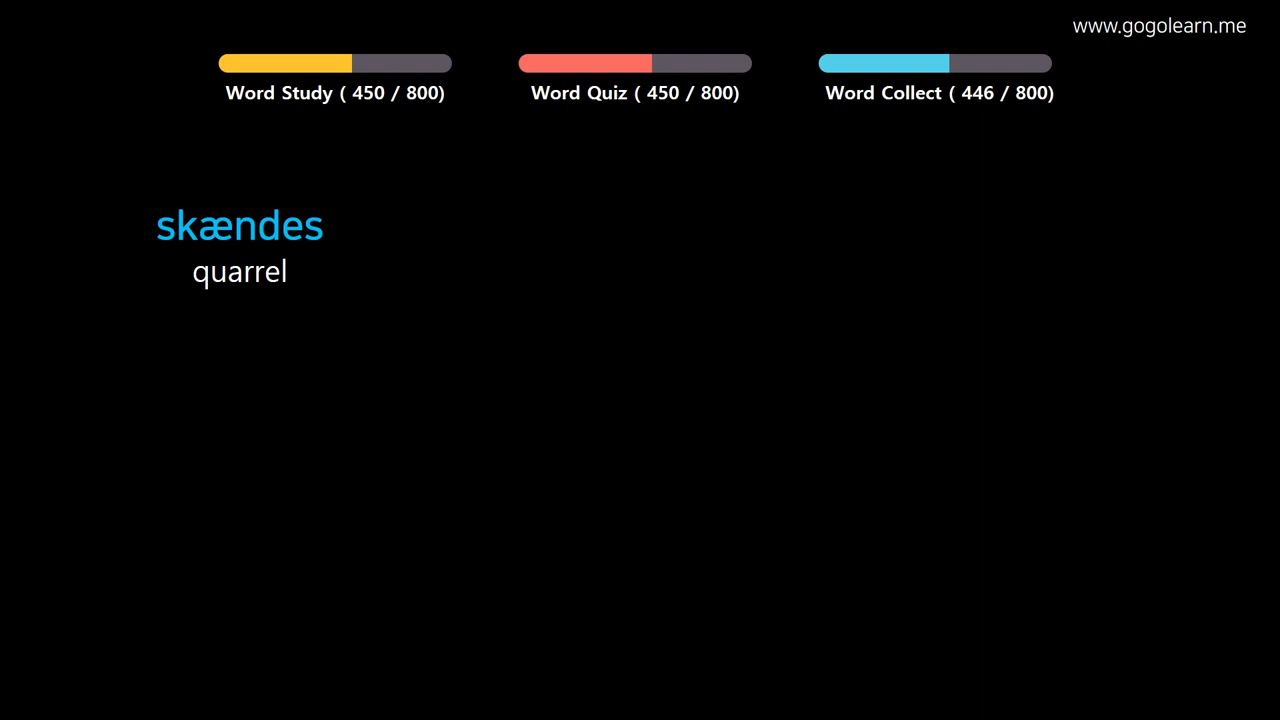 www.gogolearn.me
Word Study ( 450 / 800)
Word Quiz ( 450 / 800)
Word Collect ( 446 / 800)
skændes
quarrel